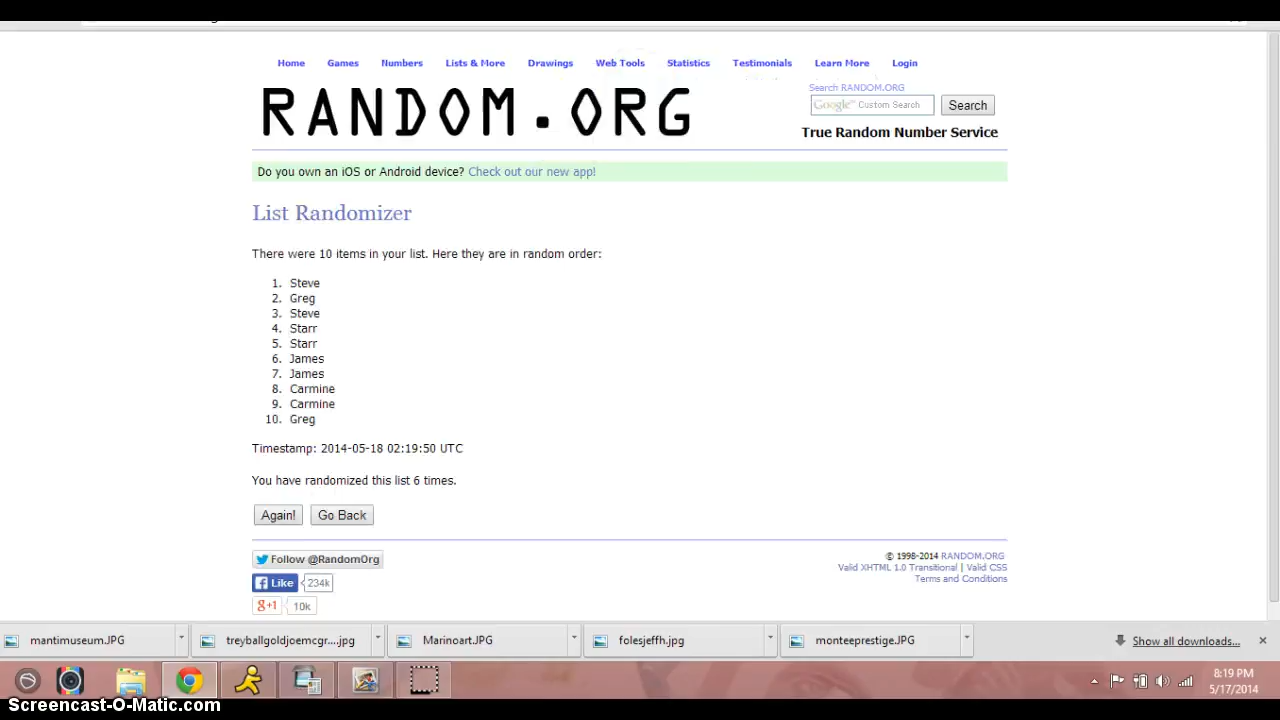 Home Games Numbers Lists & More Drawings Web Tools Statistics Testimonials Learn More Login
RANDOM.ORG
Search RANDOM.ORG
Google™ Custom Search Search
True Random Number Service
Do you own an iOS or Android device? Check out our new app!
List Randomizer
There were 10 items in your list. Here they are in random order:
1. Steve
2. Greg
3. Steve
4. Starr
5. Starr
6. James
7. James
8. Carmine
9. Carmine
10. Greg
Timestamp: 2014-05-18 02:19:50 UTC
You have randomized this list 6 times.
Again! Go Back
Follow @RandomOrg
Like 234k
g+1 10k
© 1998-2014 RANDOM.ORG
Valid XHTML 1.0 Transitional | Valid CSS
Terms and Conditions
mantimuseum.JPG treyballgoldjoemcgr....jpg Marinoart.JPG folesjeffh.jpg monteeprestige.JPG Show all downloads...
8:19 PM
5/17/2014
Screencast-O-Matic.com